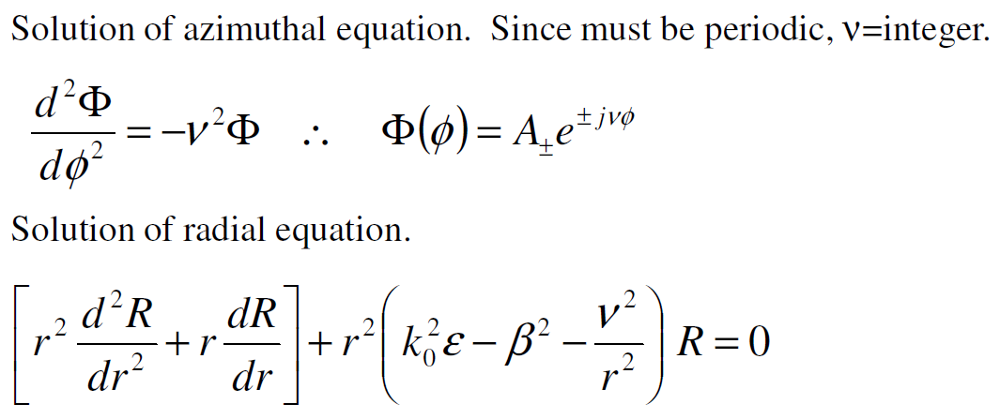 Solution of azimuthal equation. Since must be periodic, ν=integer.
d²Φ/dϕ² = −ν²Φ ∴ Φ(ϕ) = A± e^{±jνϕ}
Solution of radial equation.
[r² d²R/dr² + r dR/dr] + r² (k₀²ε − β² − ν²/r²) R = 0